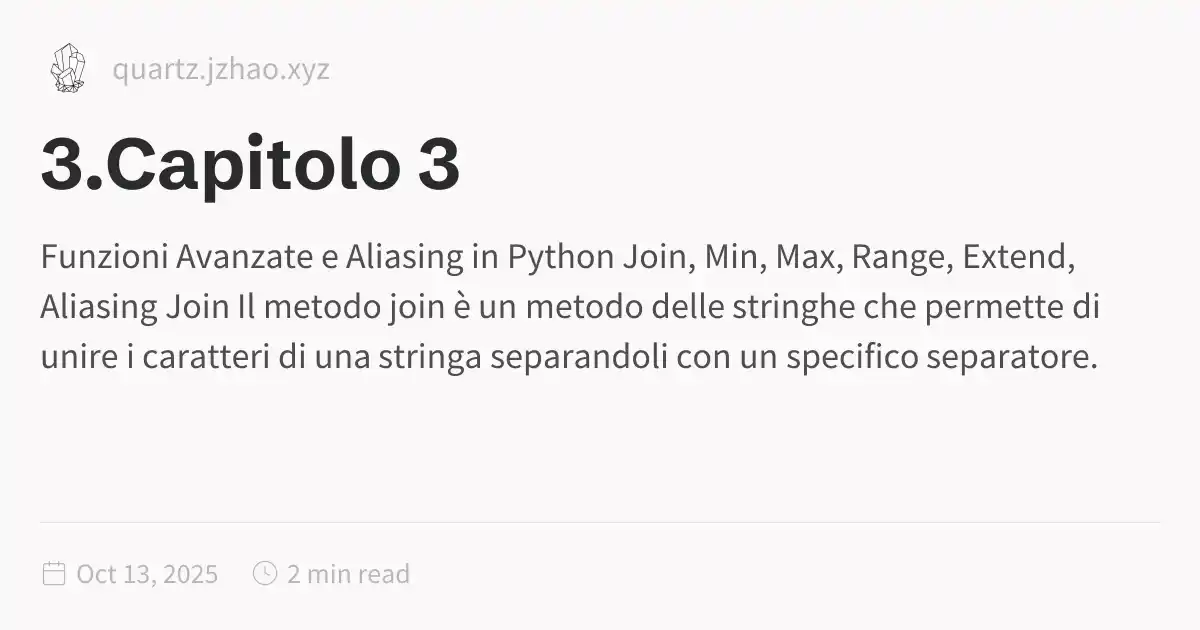 quartz.jzhao.xyz
3.Capitolo 3
Funzioni Avanzate e Aliasing in Python Join, Min, Max, Range, Extend,
Aliasing Join Il metodo join è un metodo delle stringhe che permette di
unire i caratteri di una stringa separandoli con un specifico separatore.
Oct 13, 2025 2 min read